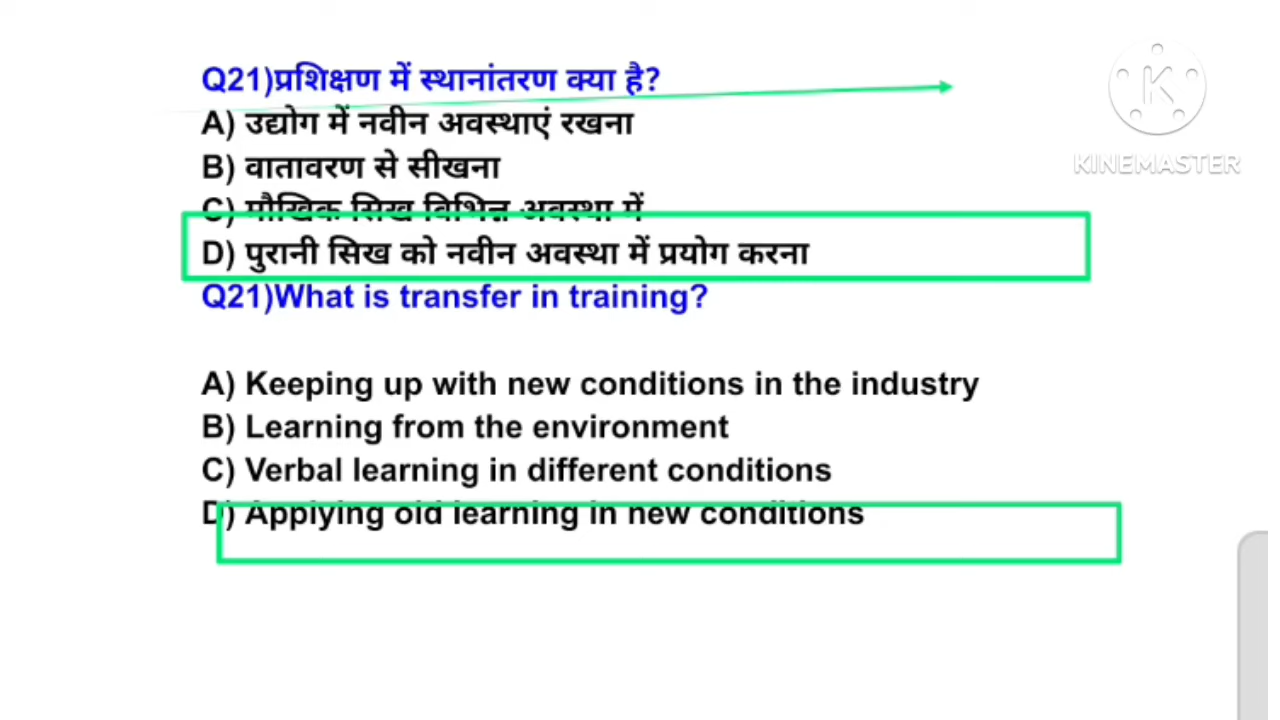 Q21)प्रशिक्षण में स्थानांतरण क्या है?
A) उद्योग में नवीन अवस्थाएं रखना
B) वातावरण से सीखना
C) मौखिक सिख विभिन्न अवस्था में
D) पुरानी सिख को नवीन अवस्था में प्रयोग करना
Q21)What is transfer in training?
A) Keeping up with new conditions in the industry
B) Learning from the environment
C) Verbal learning in different conditions
D) Applying old learning in new conditions
K
KINEMASTER